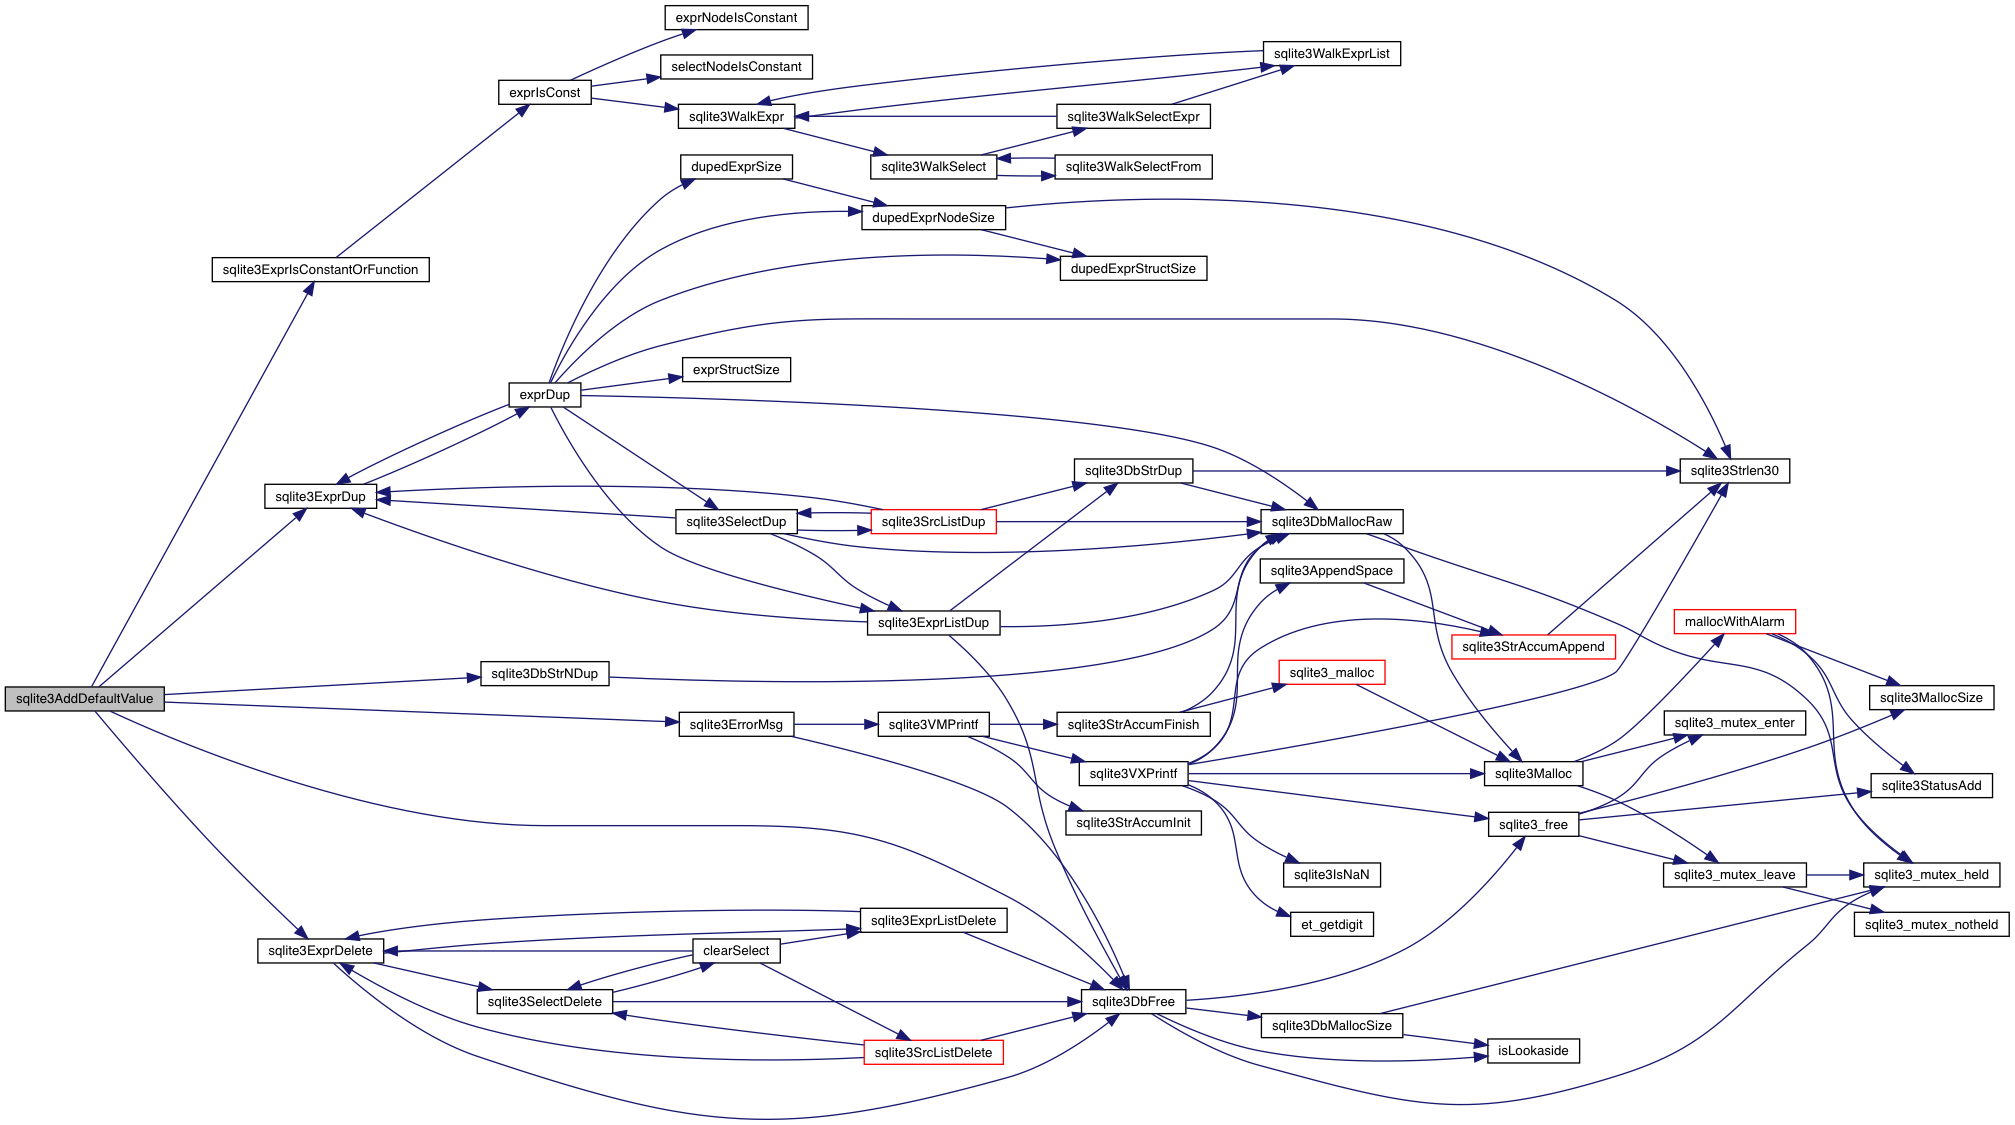 exprNodeIsConstant
sqlite3WalkExprList
selectNodeIsConstant
exprIsConst
sqlite3WalkExpr
sqlite3WalkSelectExpr
dupedExprSize
sqlite3WalkSelect
sqlite3WalkSelectFrom
dupedExprNodeSize
sqlite3ExprIsConstantOrFunction
dupedExprStructSize
exprStructSize
exprDup
sqlite3DbStrDup
sqlite3Strlen30
sqlite3ExprDup
sqlite3SelectDup
sqlite3SrcListDup
sqlite3DbMallocRaw
sqlite3AppendSpace
sqlite3ExprListDup
mallocWithAlarm
sqlite3StrAccumAppend
sqlite3DbStrNDup
sqlite3_malloc
sqlite3AddDefaultValue
sqlite3MallocSize
sqlite3ErrorMsg
sqlite3VMPrintf
sqlite3StrAccumFinish
sqlite3_mutex_enter
sqlite3VXPrintf
sqlite3Malloc
sqlite3StatusAdd
sqlite3StrAccumInit
sqlite3_free
sqlite3IsNaN
sqlite3_mutex_leave
sqlite3_mutex_held
sqlite3ExprListDelete
et_getdigit
sqlite3_mutex_notheld
sqlite3ExprDelete
clearSelect
sqlite3SelectDelete
sqlite3DbFree
sqlite3DbMallocSize
sqlite3SrcListDelete
isLookaside